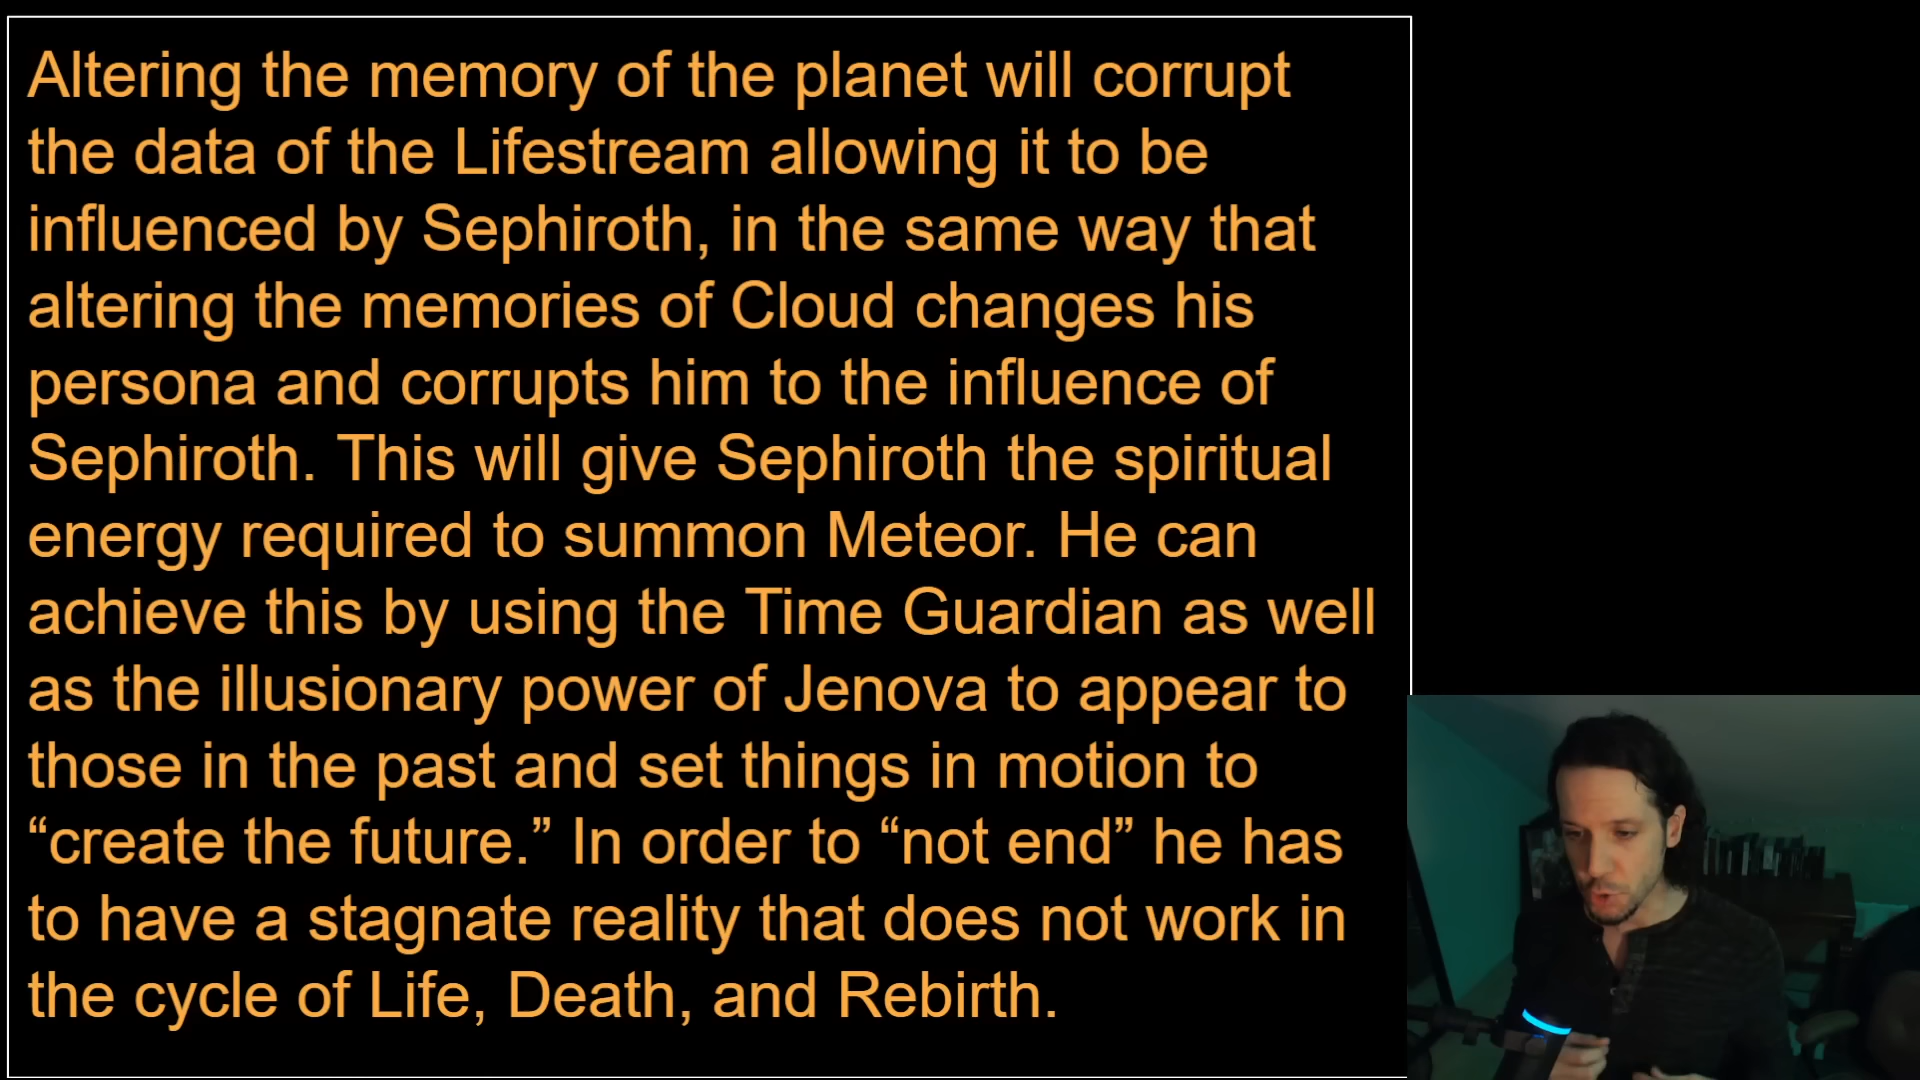 Altering the memory of the planet will corrupt
the data of the Lifestream allowing it to be
influenced by Sephiroth, in the same way that
altering the memories of Cloud changes his
persona and corrupts him to the influence of
Sephiroth. This will give Sephiroth the spiritual
energy required to summon Meteor. He can
achieve this by using the Time Guardian as well
as the illusionary power of Jenova to appear to
those in the past and set things in motion to
“create the future.” In order to “not end” he has
to have a stagnate reality that does not work in
the cycle of Life, Death, and Rebirth.